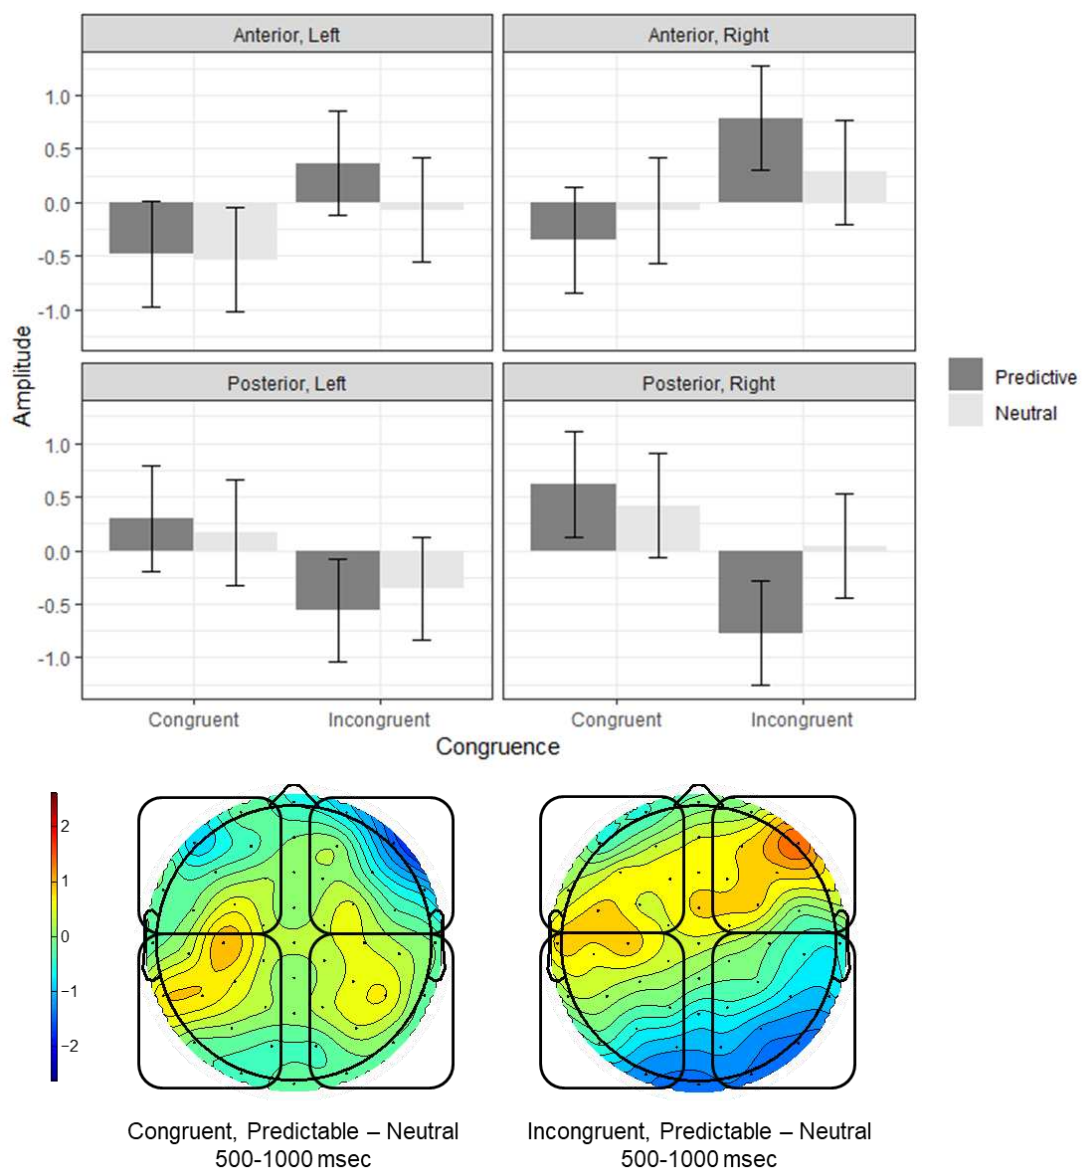 Anterior, Left
Anterior, Right
1.0
0.5
0.0
-0.5
-1.0
Amplitude
Posterior, Left
Posterior, Right
1.0
0.5
0.0
-0.5
-1.0
Predictive
Neutral
Congruent
Incongruent
Congruent
Incongruent
Congruence
2
1
0
−1
−2
Congruent, Predictable – Neutral
500-1000 msec
Incongruent, Predictable – Neutral
500-1000 msec